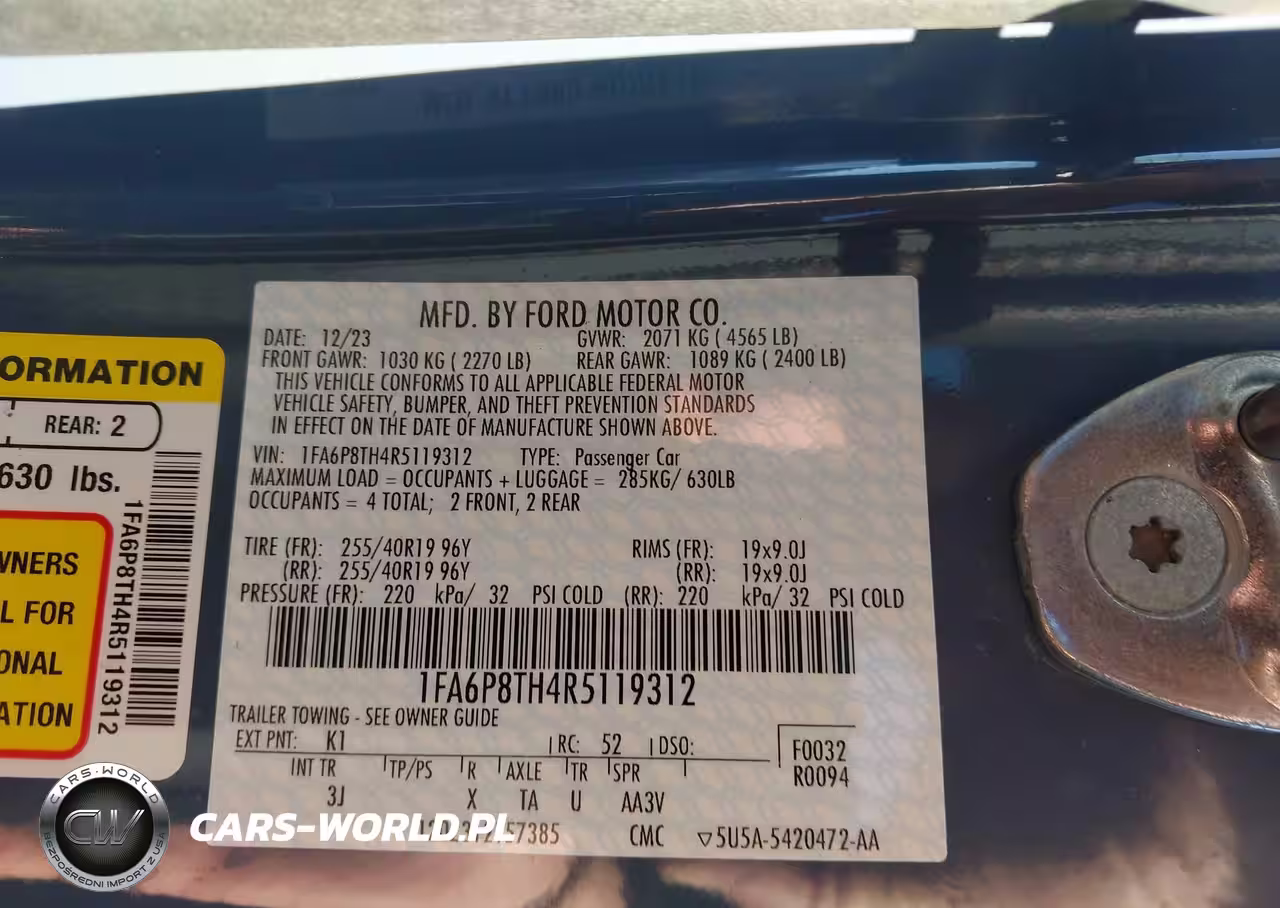 MFD. BY FORD MOTOR CO.
DATE: 12/23 GVWR: 2071 KG ( 4565 LB)
FRONT GAWR: 1030 KG ( 2270 LB) REAR GAWR: 1089 KG ( 2400 LB)
THIS VEHICLE CONFORMS TO ALL APPLICABLE FEDERAL MOTOR
VEHICLE SAFETY, BUMPER, AND THEFT PREVENTION STANDARDS
IN EFFECT ON THE DATE OF MANUFACTURE SHOWN ABOVE.
VIN: 1FA6P8TH4R5119312 TYPE: Passenger Car
MAXIMUM LOAD = OCCUPANTS + LUGGAGE = 285KG/ 630LB
OCCUPANTS = 4 TOTAL; 2 FRONT, 2 REAR
TIRE (FR): 255/40R19 96Y RIMS (FR): 19x9.0J
(RR): 255/40R19 96Y (RR): 19x9.0J
PRESSURE (FR): 220 kPa/ 32 PSI COLD (RR): 220 kPa/ 32 PSI COLD
1FA6P8TH4R5119312
TRAILER TOWING - SEE OWNER GUIDE
EXT PNT: K1 RC: 52 DSO: F0032
R0094
INT TR TP/PS R AXLE TR SPR
3J X TA U AA3V
CMC ▽5U5A-5420472-AA
ORMATION
REAR: 2
630 lbs.
1FA6P8TH4R5119312
WNERS
L FOR
ONAL
ATION
CARS-WORLD
CW
BEZPOŚREDNI IMPORT Z USA
CARS-WORLD.PL